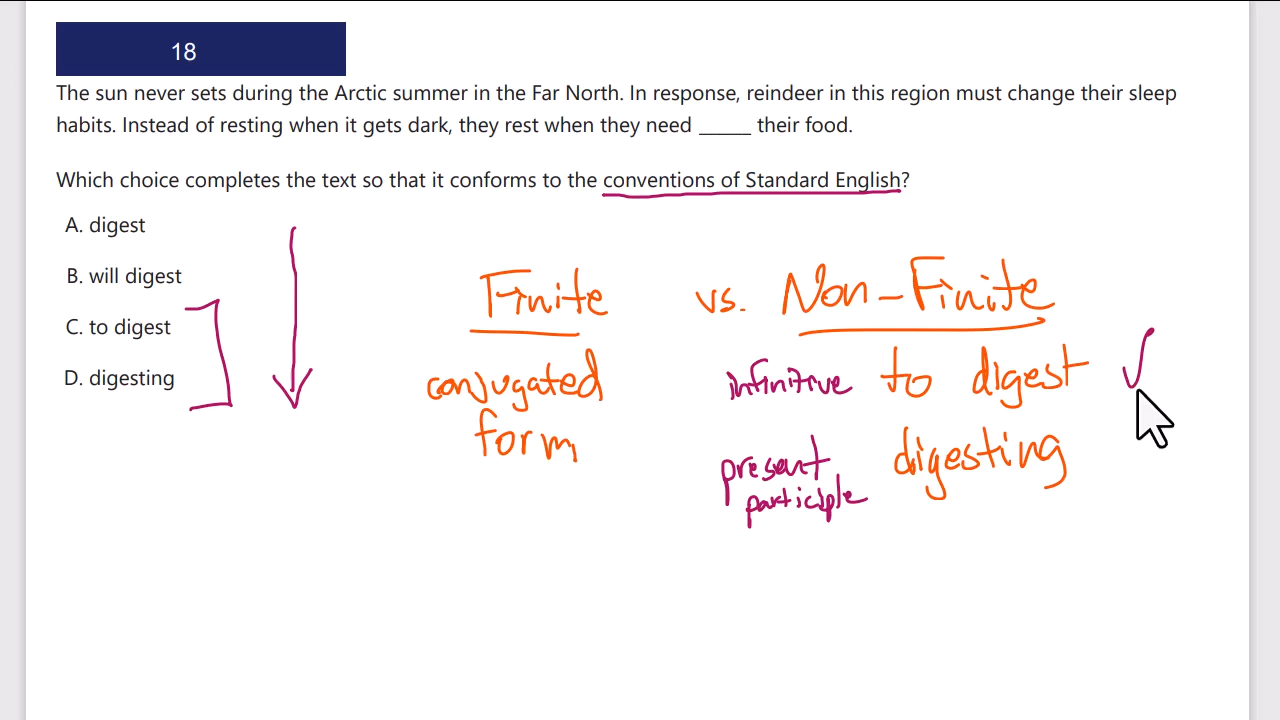 18
The sun never sets during the Arctic summer in the Far North. In response, reindeer in this region must change their sleep
habits. Instead of resting when it gets dark, they rest when they need _____ their food.
Which choice completes the text so that it conforms to the conventions of Standard English?
A. digest
B. will digest
C. to digest
D. digesting
Finite vs. Non-Finite
conjugated
form
infinitive to digest
present
participle
digesting